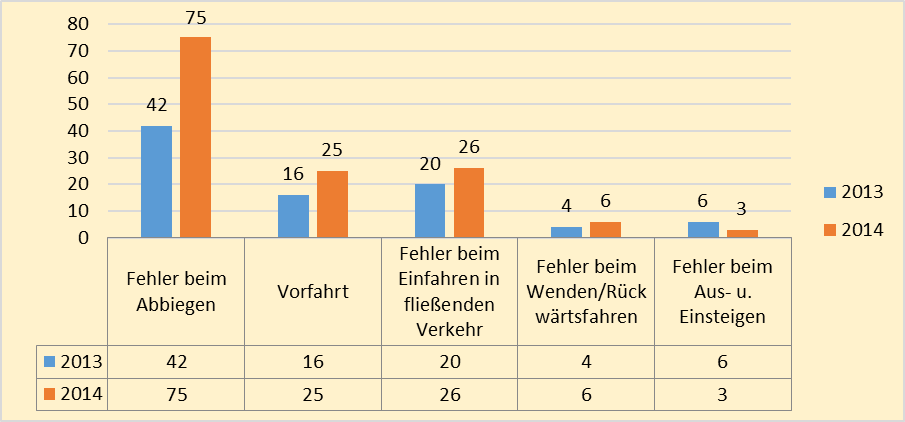 80
70
60
50
40
30
20
10
0
42
75
16
25
20
26
4
6
6
3
2013
2014
Fehler beim
Abbiegen
Vorfahrt
Fehler beim
Einfahren in
fließenden
Verkehr
Fehler beim
Wenden/Rück
wärtsfahren
Fehler beim
Aus- u.
Einsteigen
2013 42 16 20 4 6
2014 75 25 26 6 3